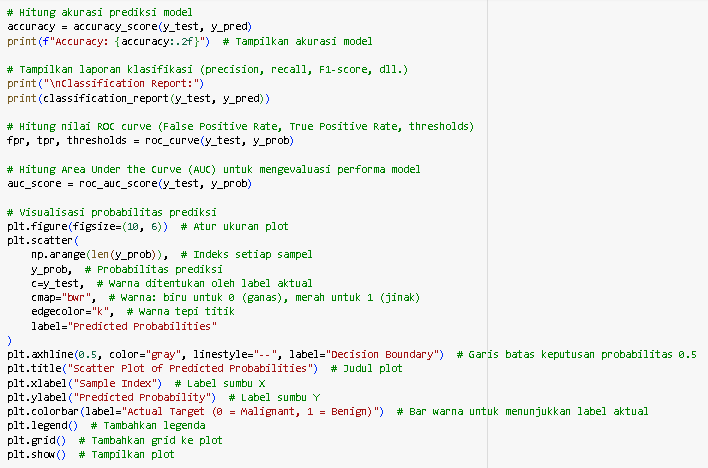 # Hitung akurasi prediksi model
accuracy = accuracy_score(y_test, y_pred)
print(f"Accuracy: {accuracy:.2f}")  # Tampilkan akurasi model

# Tampilkan laporan klasifikasi (precision, recall, F1-score, dll.)
print("\nClassification Report:")
print(classification_report(y_test, y_pred))

# Hitung nilai ROC curve (False Positive Rate, True Positive Rate, thresholds)
fpr, tpr, thresholds = roc_curve(y_test, y_prob)

# Hitung Area Under the Curve (AUC) untuk mengevaluasi performa model
auc_score = roc_auc_score(y_test, y_prob)

# Visualisasi probabilitas prediksi
plt.figure(figsize=(10, 6))  # Atur ukuran plot
plt.scatter(
    np.arange(len(y_prob)),  # Indeks setiap sampel
    y_prob,  # Probabilitas prediksi
    c=y_test,  # Warna ditentukan oleh label aktual
    cmap="bwr",  # Warna: biru untuk 0 (ganas), merah untuk 1 (jinak)
    edgecolor="k",  # Warna tepi titik
    label="Predicted Probabilities"
)
plt.axhline(0.5, color="gray", linestyle="--", label="Decision Boundary")  # Garis batas keputusan probabilitas 0.5
plt.title("Scatter Plot of Predicted Probabilities")  # Judul plot
plt.xlabel("Sample Index")  # Label sumbu X
plt.ylabel("Predicted Probability")  # Label sumbu Y
plt.colorbar(label="Actual Target (0 = Malignant, 1 = Benign)")  # Bar warna untuk menunjukkan label aktual
plt.legend()  # Tambahkan legenda
plt.grid()  # Tambahkan grid ke plot
plt.show()  # Tampilkan plot